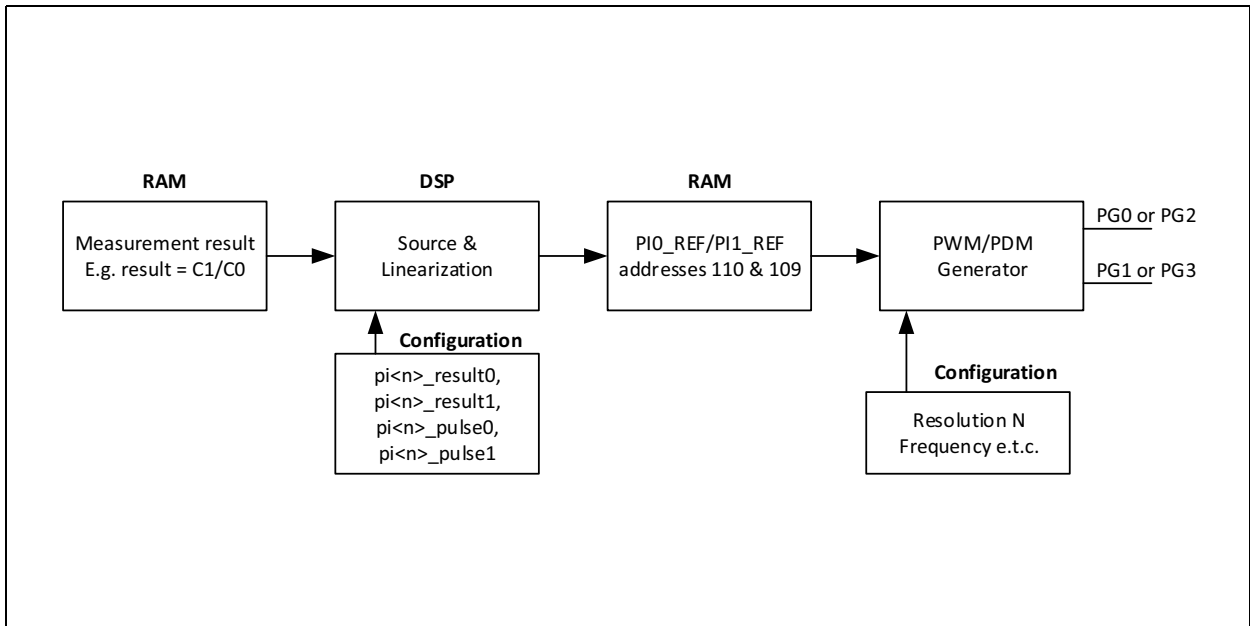 RAM
Measurement result
E.g. result = C1/C0
DSP
Source &
Linearization
Configuration
pi<n>_result0,
pi<n>_result1,
pi<n>_pulse0,
pi<n>_pulse1
RAM
PI0_REF/PI1_REF
addresses 110 & 109
PWM/PDM
Generator
PG0 or PG2
PG1 or PG3
Configuration
Resolution N
Frequency e.t.c.